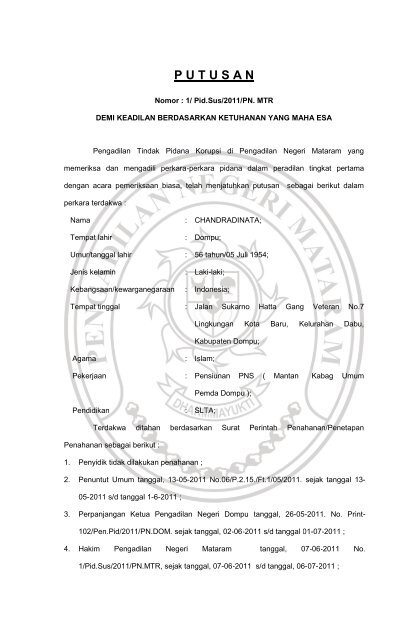 P U T U S A N
Nomor : 1/ Pid.Sus/2011/PN. MTR
DEMI KEADILAN BERDASARKAN KETUHANAN YANG MAHA ESA
Pengadilan Tindak Pidana Korupsi di Pengadilan Negeri Mataram yang
memeriksa dan mengadili perkara-perkara pidana dalam peradilan tingkat pertama
dengan acara pemeriksaan biasa, telah menjatuhkan putusan sebagai berikut dalam
perkara terdakwa :
Nama : CHANDRADINATA;
Tempat lahir : Dompu;
Umur/tanggal lahir : 56 tahun/05 Juli 1954;
Jenis kelamin : Laki-laki;
Kebangsaan/kewarganegaraan : Indonesia;
Tempat tinggal : Jalan Sukarno Hatta Gang Veteran No.7
Lingkungan Kota Baru, Kelurahan Dabu,
Kabupaten Dompu;
Agama : Islam;
Pekerjaan : Pensiunan PNS ( Mantan Kabag Umum
Pemda Dompu );
Pendidikan : SLTA;
Terdakwa ditahan berdasarkan Surat Perintah Penahanan/Penetapan
Penahanan sebagai berikut :
1. Penyidik tidak dilakukan penahanan ;
2. Penuntut Umum tanggal, 13-05-2011 No.06/P.2.15./Ft.1/05/2011. sejak tanggal 13-
05-2011 s/d tanggal 1-6-2011 ;
3. Perpanjangan Ketua Pengadilan Negeri Dompu tanggal, 26-05-2011. No. Print-
102/Pen.Pid/2011/PN.DOM. sejak tanggal, 02-06-2011 s/d tanggal 01-07-2011 ;
4. Hakim Pengadilan Negeri Mataram tanggal, 07-06-2011 No.
1/Pid.Sus/2011/PN.MTR, sejak tanggal, 07-06-2011 s/d tanggal, 06-07-2011 ;
PENGADILAN NEGERI MATARAM
DHARMMAYUKTI